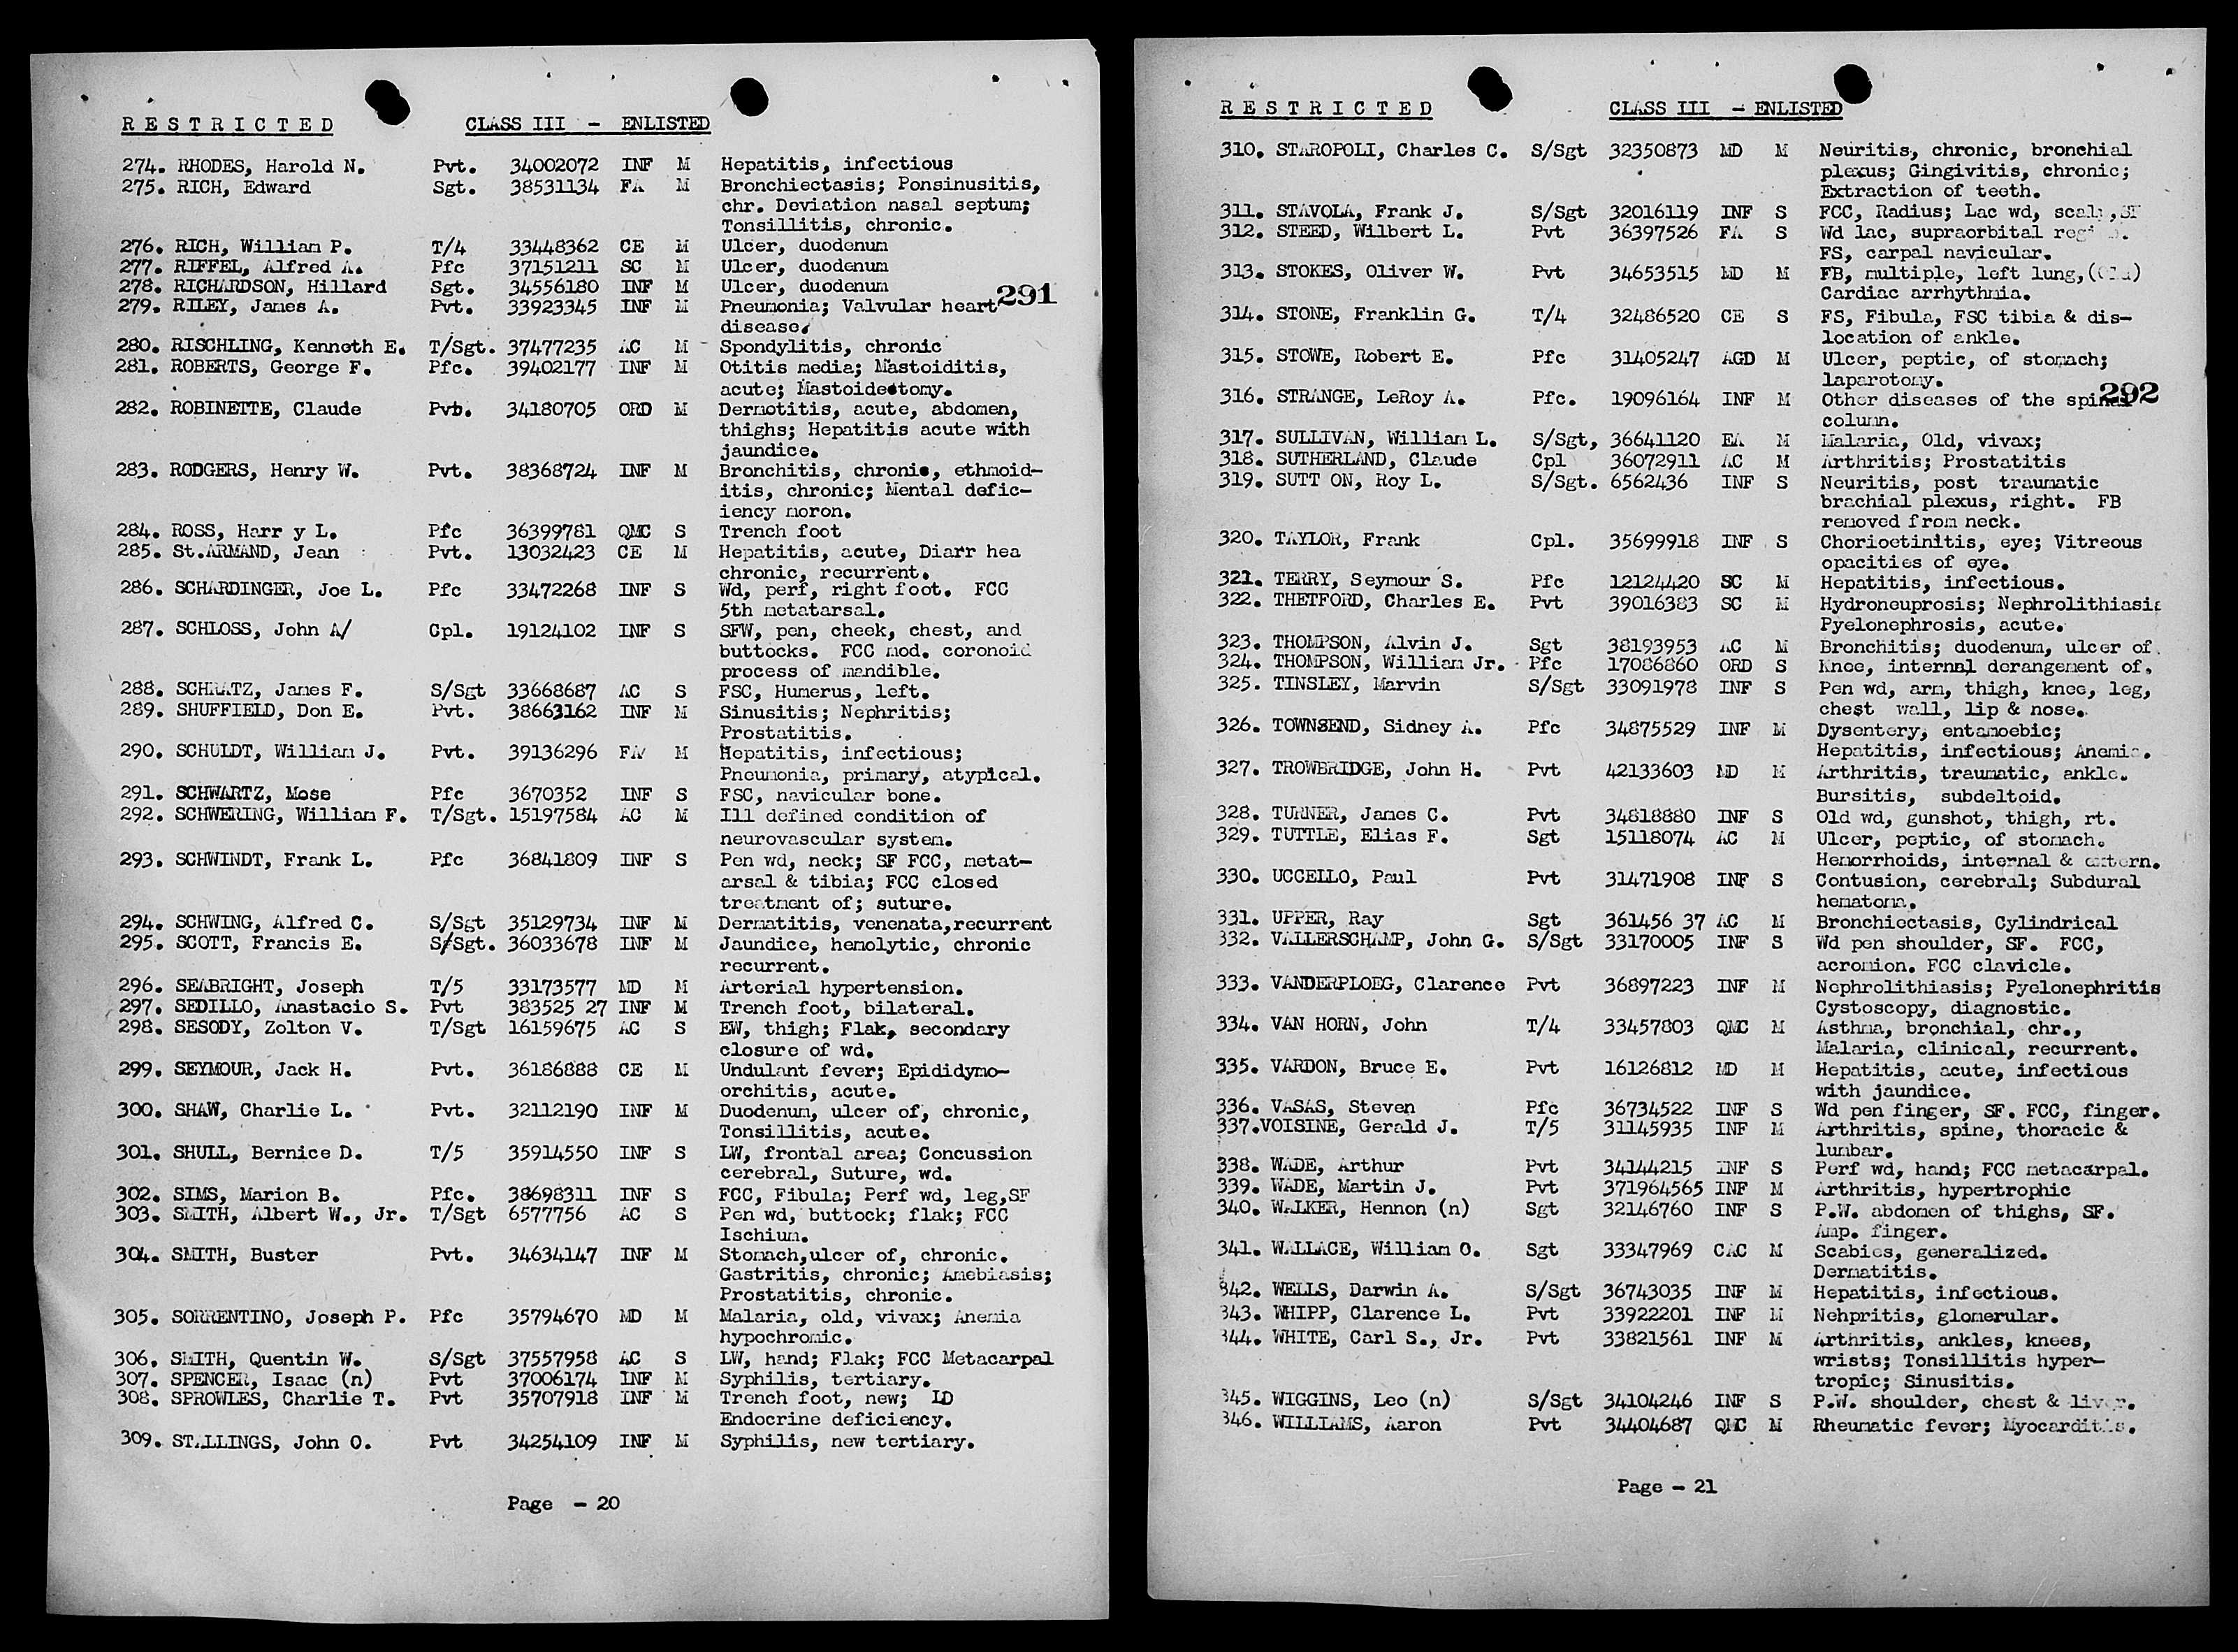 R E S T R I C T E D CLASS III - ENLISTED
274. RHODES, Harold N. Pvt. 34002072 INF M Hepatitis, infectious
275. RICH, Edward Sgt. 38531134 FA M Bronchiectasis; Ponsinusitis,
chr. Deviation nasal septum;
Tonsillitis, chronic.
276. RICH, William P. T/4 33448362 CE M Ulcer, duodenum
277. RIFFEL, Alfred A. Pfc 37151211 SC M Ulcer, duodenum
278. RICHARDSON, Hillard Sgt. 34556180 INF M Ulcer, duodenum
279. RILEY, James A. Pvt. 33923345 INF M Pneumonia; Valvular heart
291
disease.
280. RISCHLING, Kenneth E. T/Sgt. 37477235 AC M Spondylitis, chronic
281. ROBERTS, George F. Pfc. 39402177 INF M Otitis media; Mastoiditis,
acute; Mastoidectomy.
282. ROBINETTE, Claude Pvt. 34180705 ORD M Dermotitis, acute, abdomen,
thighs; Hepatitis acute with
jaundice.
283. RODGERS, Henry W. Pvt. 38368724 INF M Bronchitis, chronic, ethmoid-
itis, chronic; Mental defic-
iency moron.
284. ROSS, Harr y L. Pfc 36399781 QMC S Trench foot
285. St.ARMAND, Jean Pvt. 13032423 CE M Hepatitis, acute, Diarr hea
chronic, recurrent.
286. SCHARDINGER, Joe L. Pfc 33472268 INF S Wd, perf, right foot. FCC
5th metatarsal.
287. SCHLOSS, John A/ Cpl. 19124102 INF S SFW, pen, cheek, chest, and
buttocks. FCC mod. coronoid
process of mandible.
288. SCHRATZ, James F. S/Sgt 33668687 AC S FSC, Humerus, left.
289. SHUFFIELD, Don E. Pvt. 38663162 INF M Sinusitis; Nephritis;
Prostatitis.
290. SCHULDT, William J. Pvt. 39136296 FA M Hepatitis, infectious;
Pneumonia, primary, atypical.
291. SCHWARTZ, Mose Pfc 3670352 INF S FSC, navicular bone.
292. SCHWERING, William F. T/Sgt. 15197584 AC M Ill defined condition of
neurovascular system.
293. SCHWINDT, Frank L. Pfc 36841809 INF S Pen wd, neck; SF FCC, metat-
arsal & tibia; FCC closed
treatment of; suture.
294. SCHWING, Alfred C. S/Sgt 35129734 INF M Dermatitis, venenata,recurrent
295. SCOTT, Francis E. S/Sgt. 36033678 INF M Jaundice, hemolytic, chronic
recurrent.
296. SEABRIGHT, Joseph T/5 33173577 MD M Arterial hypertension.
297. SEDILLO, Anastacio S. Pvt 383525 27 INF M Trench foot, bilateral.
298. SESODY, Zolton V. T/Sgt 16159675 AC S EW, thigh; Flak, secondary
closure of wd.
299. SEYMOUR, Jack H. Pvt. 36186888 CE M Undulant fever; Epididymo-
orchitis, acute.
300. SHAW, Charlie L. Pvt. 32112190 INF M Duodenum, ulcer of, chronic,
Tonsillitis, acute.
301. SHULL, Bernice D. T/5 35914550 INF S LW, frontal area; Concussion
cerebral, Suture, wd.
302. SIMS, Marion B. Pfc. 38698311 INF S FCC, Fibula; Perf wd, leg,SF
303. SMITH, Albert W., Jr. T/Sgt 6577756 AC S Pen wd, buttock; flak; FCC
Ischium.
304. SMITH, Buster Pvt. 34634147 INF M Stomach,ulcer of, chronic.
Gastritis, chronic; Amebiasis;
Prostatitis, chronic.
305. SORRENTINO, Joseph P. Pfc 35794670 MD M Malaria, old, vivax; Anemia
hypochromic.
306. SMITH, Quentin W. S/Sgt 37557958 AC S LW, hand; Flak; FCC Metacarpal
307. SPENCER, Isaac (n) Pvt 37006174 INF M Syphilis, tertiary.
308. SPROWLES, Charlie T. Pvt 35707918 INF M Trench foot, new; LD
Endocrine deficiency.
309. STALLINGS, John O. Pvt 34254109 INF M Syphilis, new tertiary.
Page - 20
R E S T R I C T E D CLASS III - ENLISTED
310. STAROPOLI, Charles C. S/Sgt 32350873 MD M Neuritis, chronic, bronchial
plexus; Gingivitis, chronic;
Extraction of teeth.
311. STAVOLA, Frank J. S/Sgt 32016119 INF S FCC, Radius; Lac wd, scalp,SF
312. STEED, Wilbert L. Pvt 36397526 FA S Wd lac, supraorbital
FS, carpal navicular.
313. STOKES, Oliver W. Pvt 34653515 MD M FB, multiple, left lung,
Cardiac arrhythmia.
314. STONE, Franklin G. T/4 32486520 CE S FS, Fibula, FSC tibia & dis-
location of ankle.
315. STOWE, Robert E. Pfc 31405247 AGD M Ulcer, peptic, of stomach;
laparotomy.
292
316. STRANGE, LeRoy A. Pfc. 19096164 INF M Other diseases of the spinal
column.
317. SULLIVAN, William L. S/Sgt, 36641120 FA M Malaria, Old, vivax;
318. SUTHERLAND, Claude Cpl 36072911 AC M Arthritis; Prostatitis
319. SUTT ON, Roy L. S/Sgt. 6562436 INF S Neuritis, post traumatic
brachial plexus, right. FB
removed from neck.
320. TAYLOR, Frank Cpl. 35699918 INF S Chorioetinitis, eye; Vitreous
opacities of eye.
321. TERRY, Seymour S. Pfc 12124420 SC M Hepatitis, infectious.
322. THETFORD, Charles E. Pvt 39016383 SC M Hydroneuprosis; Nephrolithiasis
Pyelonephrosis, acute.
323. THOMPSON, Alvin J. Sgt 38193953 AC M Bronchitis; duodenum, ulcer of.
324. THOMPSON, William Jr. Pfc 17086860 ORD S Knee, internal derangement of.
325. TINSLEY, Marvin S/Sgt 33091978 INF S Pen wd, arm, thigh, knee, leg,
chest wall, lip & nose.
326. TOWNSEND, Sidney A. Pfc 34875529 INF M Dysentery, entamoebic;
Hepatitis, infectious; Anemia.
327. TROWBRIDGE, John H. Pvt 42133603 MD M Arthritis, traumatic, ankle.
Bursitis, subdeltoid.
328. TURNER, James C. Pvt 34818880 INF S Old wd, gunshot, thigh, rt.
329. TUTTLE, Elias F. Sgt 15118074 AC M Ulcer, peptic, of stomach.
Hemorrhoids, internal & extern.
330. UCCELLO, Paul Pvt 31471908 INF S Contusion, cerebral; Subdural
hematoma.
331. UPPER, Ray Sgt 361456 37 AC M Bronchiectasis, Cylindrical
332. VALLERSCHAMP, John G. S/Sgt 33170005 INF S Wd pen shoulder, SF. FCC,
acromion. FCC clavicle.
333. VANDERPLOEG, Clarence Pvt 36897223 INF M Nephrolithiasis; Pyelonephritis
Cystoscopy, diagnostic.
334. VAN HORN, John T/4 33457803 QMC M Asthma, bronchial, chr.,
Malaria, clinical, recurrent.
335. VARDON, Bruce E. Pvt 16126812 MD M Hepatitis, acute, infectious
with jaundice.
336. VASAS, Steven Pfc 36734522 INF S Wd pen finger, SF. FCC, finger.
337.VOISINE, Gerald J. T/5 31145935 INF M Arthritis, spine, thoracic &
lumbar.
338. WADE, Arthur Pvt 34144215 INF S Perf wd, hand; FCC metacarpal.
339. WADE, Martin J. Pvt 371964565 INF M Arthritis, hypertrophic
340. WALKER, Hennon (n) Sgt 32146760 INF S P.W. abdomen of thighs, SF.
Amp. finger.
341. WALLACE, William O. Sgt 33347969 CAC M Scabies, generalized.
Dermatitis.
342. WELLS, Darwin A. S/Sgt 36743035 INF M Hepatitis, infectious.
343. WHIPP, Clarence L. Pvt 33922201 INF M Nehpritis, glomerular.
344. WHITE, Carl S., Jr. Pvt 33821561 INF M Arthritis, ankles, knees,
wrists; Tonsillitis hyper-
tropic; Sinusitis.
345. WIGGINS, Leo (n) S/Sgt 34104246 INF S P.W. shoulder, chest & liver.
346. WILLIAMS, Aaron Pvt 34404687 QMC M Rheumatic fever; Myocarditis.
Page - 21